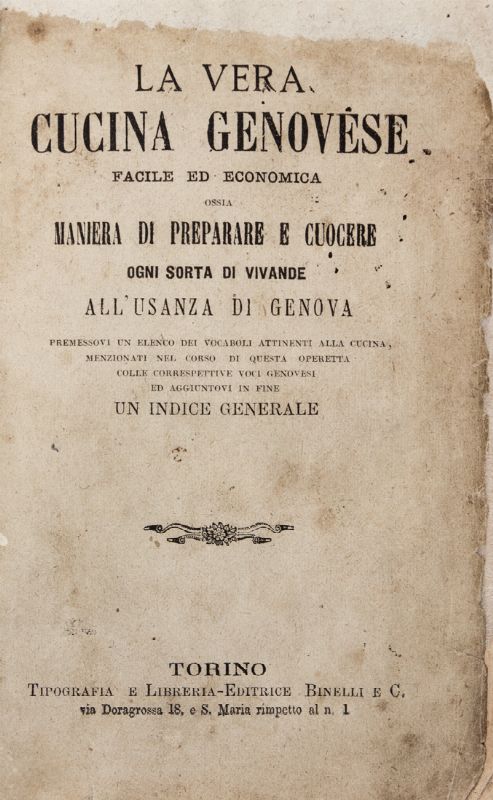 LA VERA
CUCINA GENOVESE
FACILE ED ECONOMICA
OSSIA
MANIERA DI PREPARARE E CUOCERE
OGNI SORTA DI VIVANDE
ALL'USANZA DI GENOVA
PREMESSOVI UN ELENCO DEI VOCABOLI ATTINENTI ALLA CUCINA,
MENZIONATI NEL CORSO DI QUESTA OPERETTA
COLLE CORRESPETTIVE VOCI GENOVESI
ED AGGIUNTOVI IN FINE
UN INDICE GENERALE
TORINO
TIPOGRAFIA E LIBRERIA-EDITRICE BINELLI E C.
via Doragrossa 18, e S. Maria rimpetto al n. 1